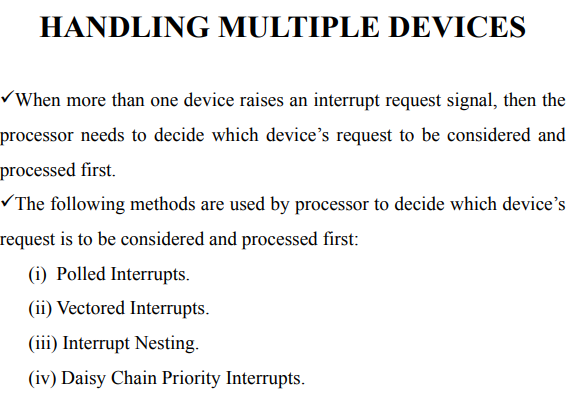 HANDLING MULTIPLE DEVICES
✓When more than one device raises an interrupt request signal, then the
processor needs to decide which device’s request to be considered and
processed first.
✓The following methods are used by processor to decide which device’s
request is to be considered and processed first:
(i) Polled Interrupts.
(ii) Vectored Interrupts.
(iii) Interrupt Nesting.
(iv) Daisy Chain Priority Interrupts.